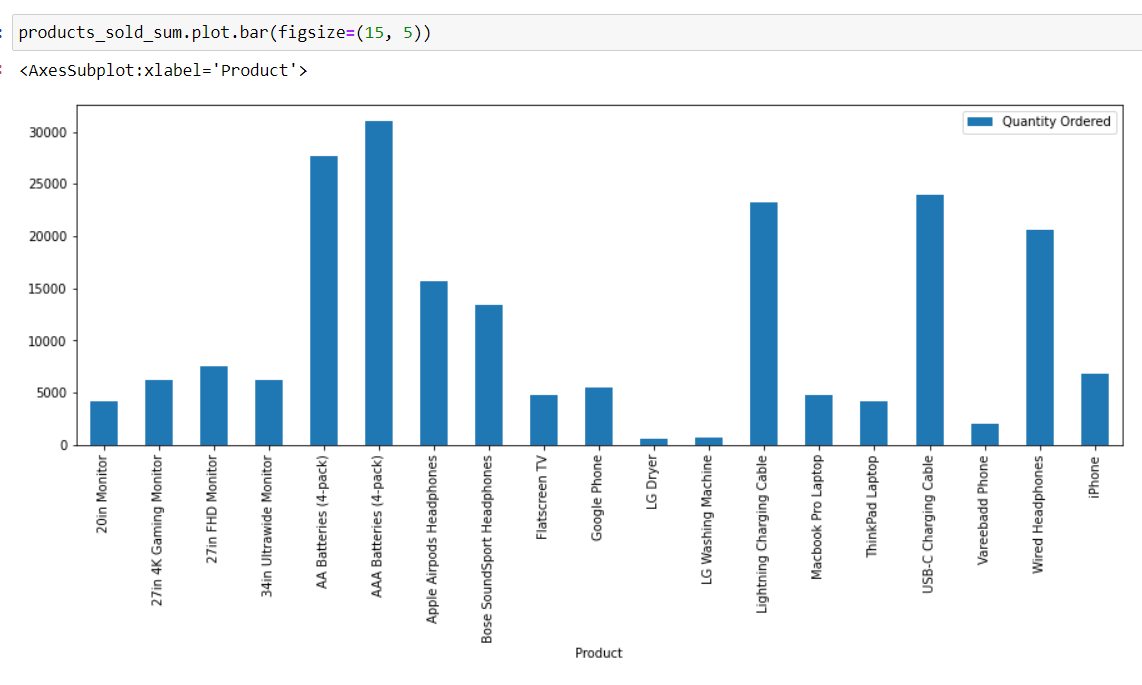 products_sold_sum.plot.bar(figsize=(15, 5))
<AxesSubplot:xlabel='Product'>
Quantity Ordered
30000
25000
20000
15000
10000
5000
0
20in Monitor
27in 4K Gaming Monitor
27in FHD Monitor
34in Ultrawide Monitor
AA Batteries (4-pack)
AAA Batteries (4-pack)
Apple Airpods Headphones
Bose SoundSport Headphones
Flatscreen TV
Google Phone
LG Dryer
LG Washing Machine
Lightning Charging Cable
Macbook Pro Laptop
ThinkPad Laptop
USB-C Charging Cable
Vareebadd Phone
Wired Headphones
iPhone
Product